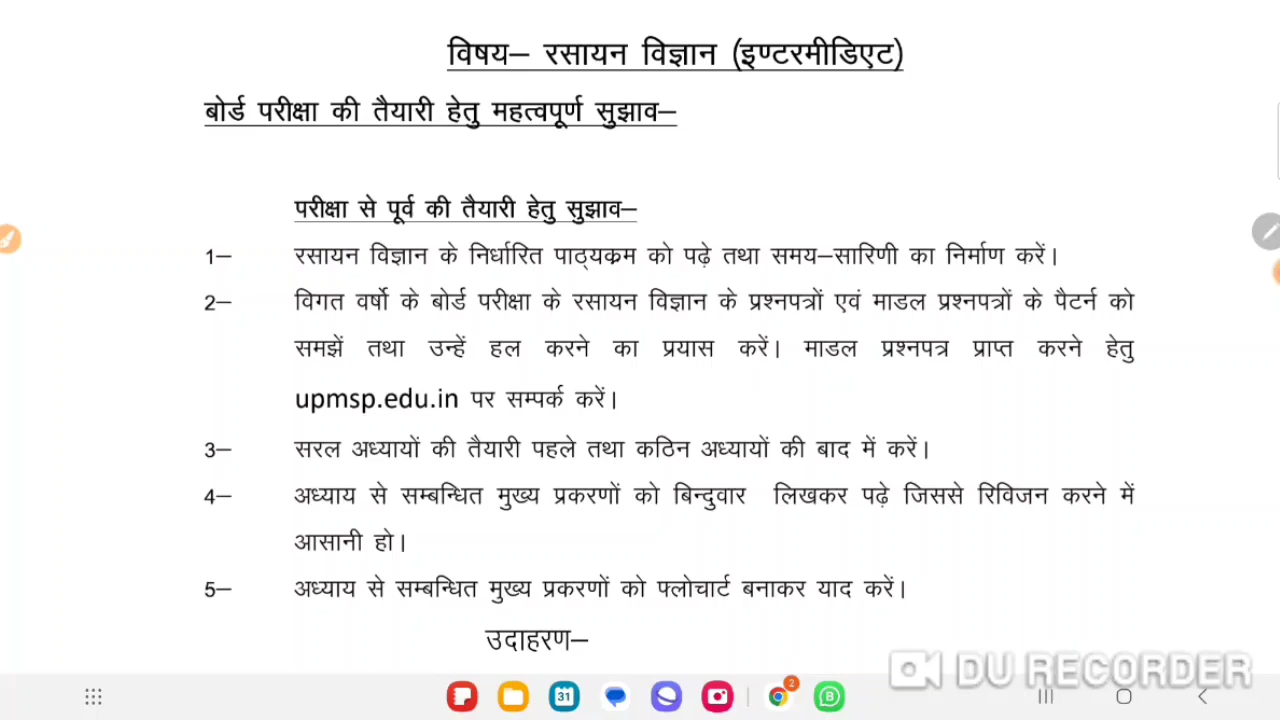 विषय– रसायन विज्ञान (इण्टरमीडिएट)
बोर्ड परीक्षा की तैयारी हेतु महत्वपूर्ण सुझाव–
परीक्षा से पूर्व की तैयारी हेतु सुझाव–
1– रसायन विज्ञान के निर्धारित पाठ्यक्रम को पढ़े तथा समय–सारिणी का निर्माण करें।
2– विगत वर्षो के बोर्ड परीक्षा के रसायन विज्ञान के प्रश्नपत्रों एवं माडल प्रश्नपत्रों के पैटर्न को
समझें तथा उन्हें हल करने का प्रयास करें। माडल प्रश्नपत्र प्राप्त करने हेतु
upmsp.edu.in पर सम्पर्क करें।
3– सरल अध्यायों की तैयारी पहले तथा कठिन अध्यायों की बाद में करें।
4– अध्याय से सम्बन्धित मुख्य प्रकरणों को बिन्दुवार लिखकर पढ़े जिससे रिविजन करने में
आसानी हो।
5– अध्याय से सम्बन्धित मुख्य प्रकरणों को फ्लोचार्ट बनाकर याद करें।
उदाहरण–
DU RECORDER
31
2
B